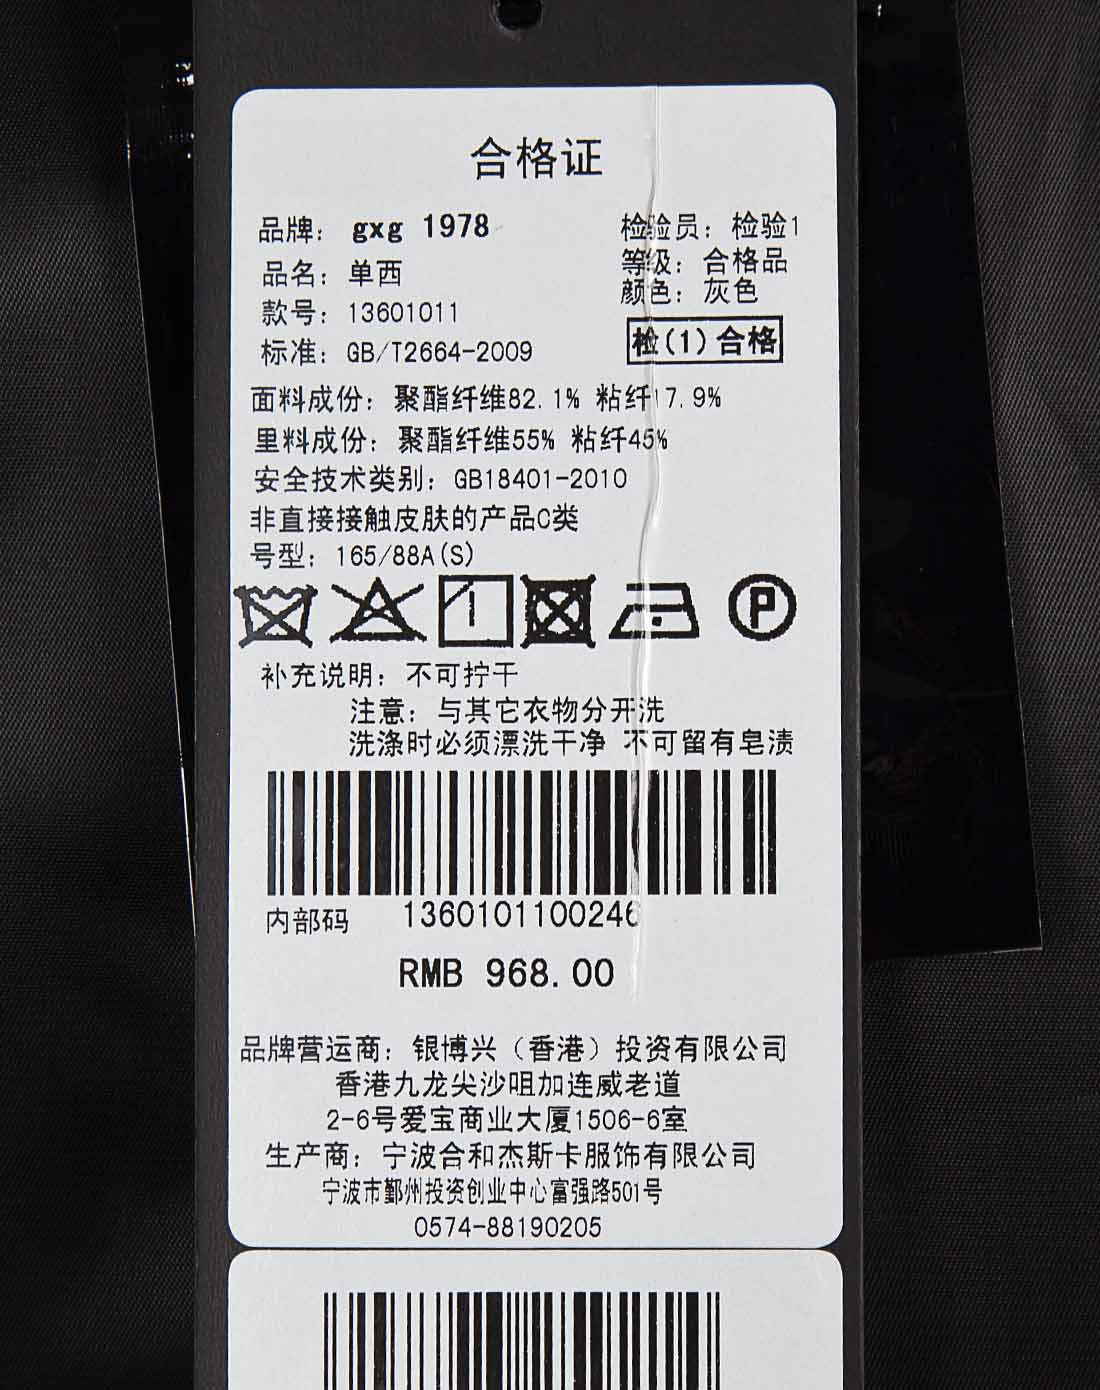 合格证
品牌： gxg 1978
检验员：检验1
品名：单西
等级：合格品
颜色：灰色
款号：13601011
检(1)合格
标准：GB/T2664-2009
面料成份：聚酯纤维82.1% 粘纤17.9%
里料成份：聚酯纤维55% 粘纤45%
安全技术类别：GB18401-2010
非直接接触皮肤的产品C类
号型：165/88A(S)
P
补充说明：不可拧干
注意：与其它衣物分开洗
洗涤时必须漂洗干净 不可留有皂渍
内部码 1360101100246
RMB 968.00
品牌营运商：银博兴（香港）投资有限公司
香港九龙尖沙咀加连威老道
2-6号爱宝商业大厦1506-6室
生产商：宁波合和杰斯卡服饰有限公司
宁波市鄞州投资创业中心富强路501号
0574-88190205